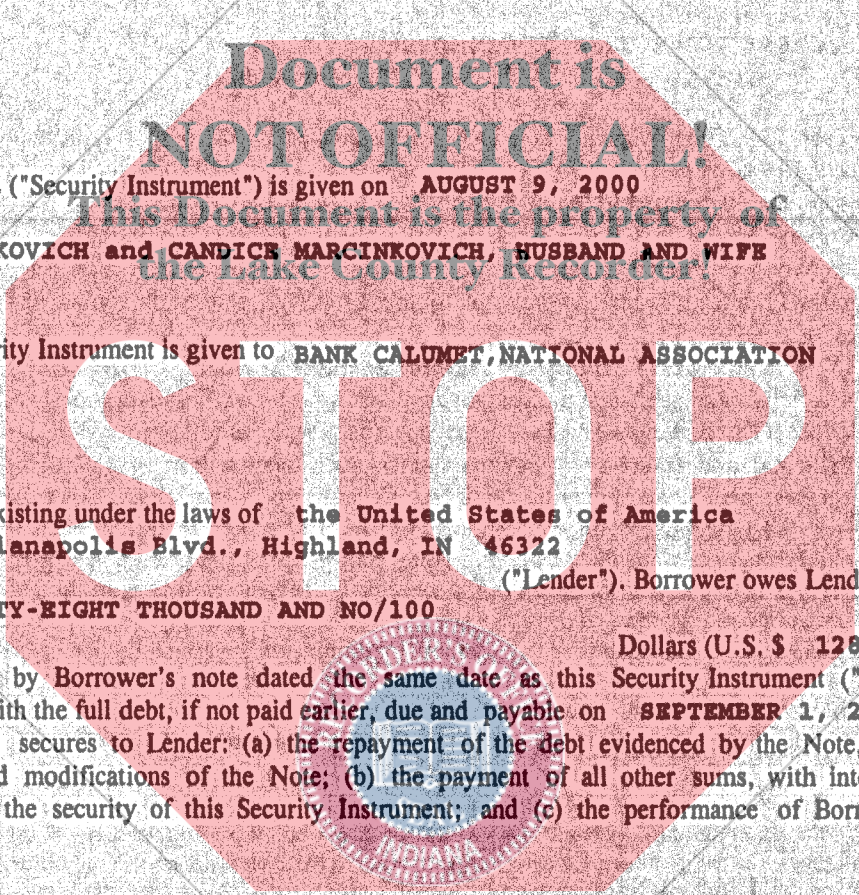 Document is
NOT OFFICIAL!
("Security Instrument") is given on AUGUST 9, 2000
This Document is the property of
KOVICH and CANDICE MARCINKOVICH, HUSBAND AND WIFE
the Lake County Recorder!
rity Instrument is given to BANK CALUMET, NATIONAL ASSOCIATION
STOP
xisting under the laws of the United States of America
ianapolis Blvd., Highland, IN 46322
("Lender"). Borrower owes Lend
TY-EIGHT THOUSAND AND NO/100
Dollars (U.S. $ 128
by Borrower's note dated the same date as this Security Instrument ("
ith the full debt, if not paid earlier, due and payable on SEPTEMBER 1, 2
secures to Lender: (a) the repayment of the debt evidenced by the Note,
d modifications of the Note; (b) the payment of all other sums, with inte
the security of this Security Instrument; and (c) the performance of Borr
RECORDER'S OFFICE
INDIANA